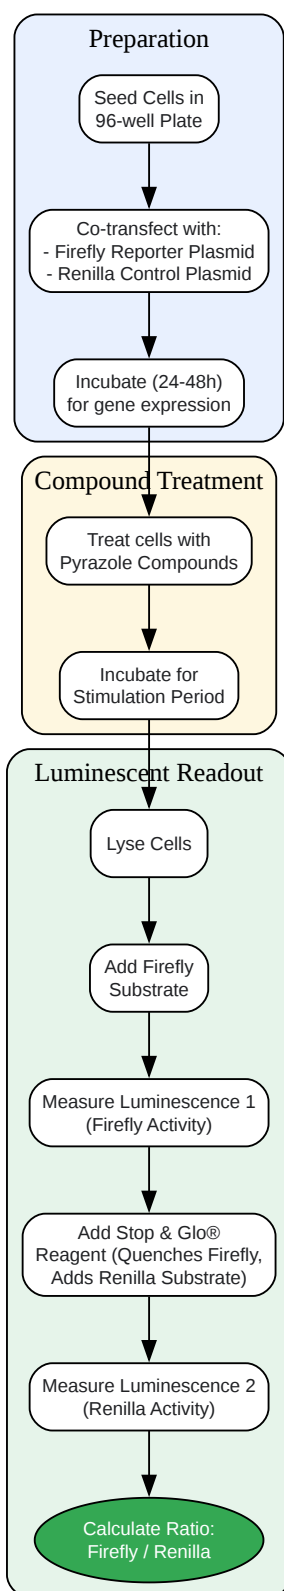 Preparation
Seed Cells in
96-well Plate
Co-transfect with:
- Firefly Reporter Plasmid
- Renilla Control Plasmid
Incubate (24-48h)
for gene expression
Compound Treatment
Treat cells with
Pyrazole Compounds
Incubate for
Stimulation Period
Luminescent Readout
Lyse Cells
Add Firefly
Substrate
Measure Luminescence 1
(Firefly Activity)
Add Stop & Glo®
Reagent (Quenches Firefly,
Adds Renilla Substrate)
Measure Luminescence 2
(Renilla Activity)
Calculate Ratio:
Firefly / Renilla